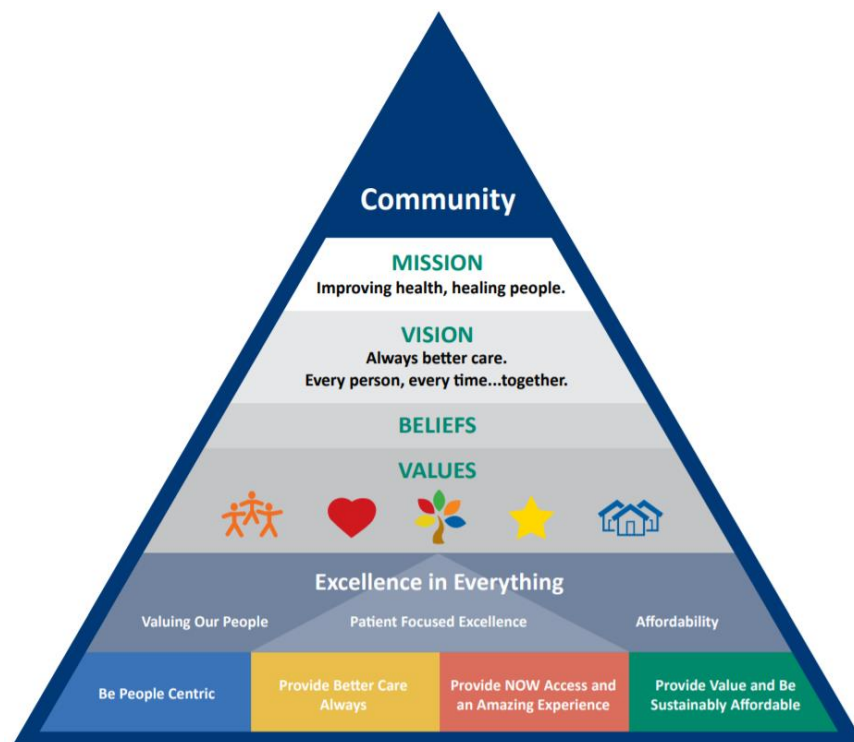 Community
MISSION
Improving health, healing people.
VISION
Always better care.
Every person, every time...together.
BELIEFS
VALUES
Excellence in Everything
Valuing Our People
Patient Focused Excellence
Affordability
Be People Centric
Provide Better Care
Always
Provide NOW Access and
an Amazing Experience
Provide Value and Be
Sustainably Affordable